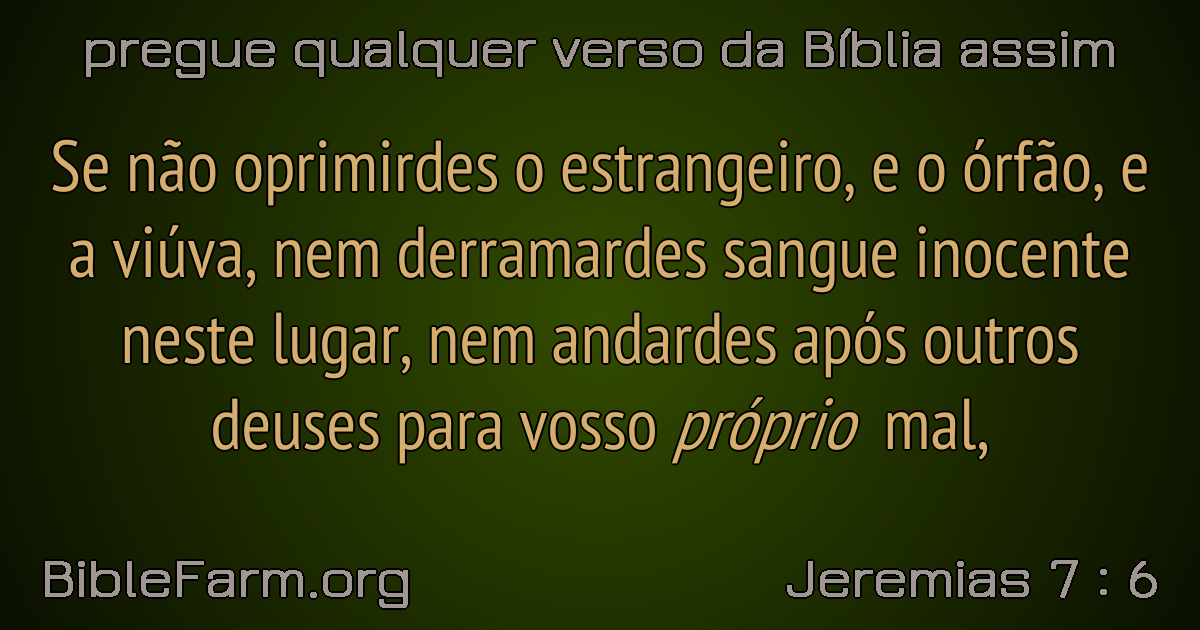 pregue qualquer verso da Bíblia assim
Se não oprimirdes o estrangeiro, e o órfão, e
a viúva, nem derramardes sangue inocente
neste lugar, nem andardes após outros
deuses para vosso próprio mal,
BibleFarm.org
Jeremias 7 : 6